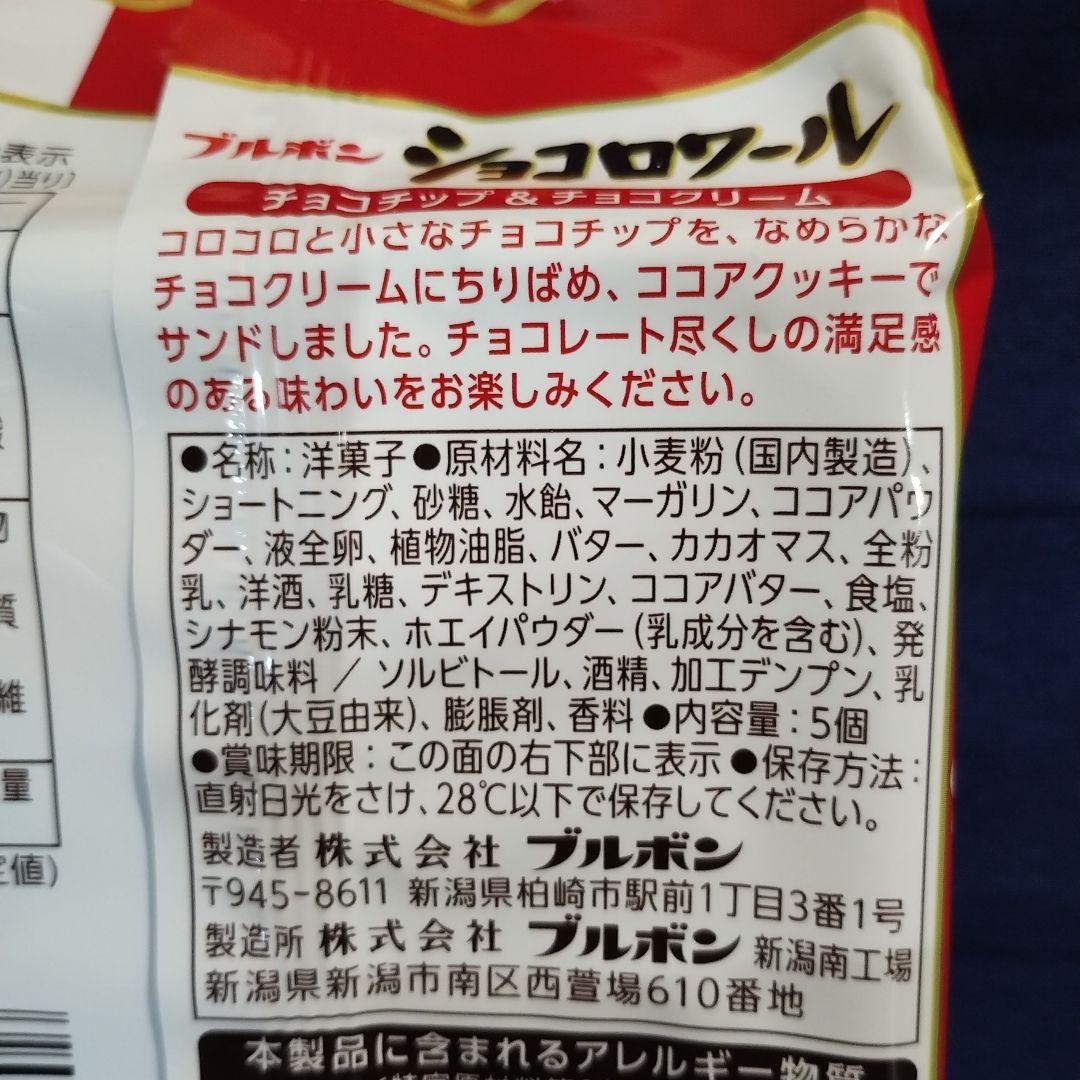 ブルボン ショコロワール
チョコチップ&チョコクリーム
コロコロと小さなチョコチップを、なめらかな
チョコクリームにちりばめ、ココアクッキーで
サンドしました。チョコレート尽くしの満足感
のある味わいをお楽しみください。
●名称:洋菓子●原材料名:小麦粉(国内製造)、
ショートニング、砂糖、水飴、マーガリン、ココアパウ
ダー、液全卵、植物油脂、バター、カカオマス、全粉
乳、洋酒、乳糖、デキストリン、ココアバター、食塩、
シナモン粉末、ホエイパウダー(乳成分を含む)、発
酵調味料 / ソルビトール、酒精、加工デンプン、乳
化剤(大豆由来)、膨脹剤、香料●内容量:5個
●賞味期限:この面の右下部に表示●保存方法:
直射日光をさけ、28℃以下で保存してください。
製造者 株式会社 ブルボン
〒945-8611 新潟県柏崎市駅前1丁目3番1号
製造所 株式会社 ブルボン 新潟南工場
新潟県新潟市南区西萱場610番地
本製品に含まれるアレルギー物質
表示
り当り)
物
質
維
量
定値)